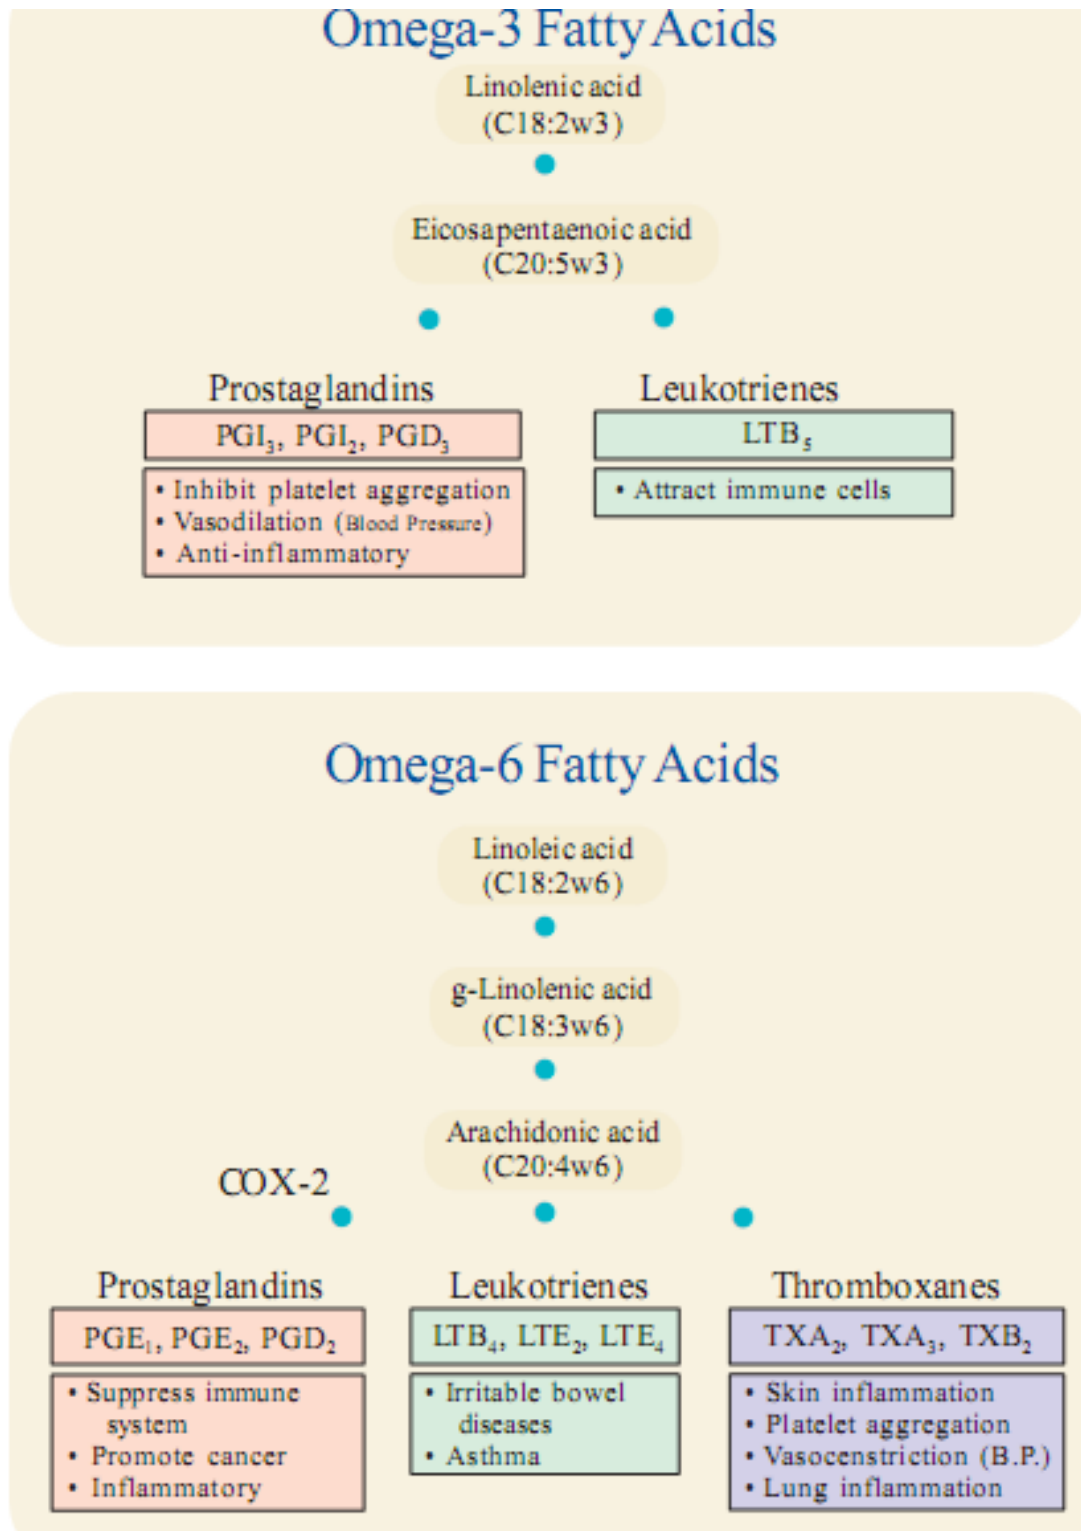 Omega-3 Fatty Acids
Linolenic acid
(C18:2w3)
Eicosapentaenoic acid
(C20:5w3)
Prostaglandins
PGI₃, PGI₂, PGD₃
• Inhibit platelet aggregation
• Vasodilation (Blood Pressure)
• Anti-inflammatory
Leukotrienes
LTB₅
• Attract immune cells
Omega-6 Fatty Acids
Linoleic acid
(C18:2w6)
g-Linolenic acid
(C18:3w6)
Arachidonic acid
(C20:4w6)
COX-2
Prostaglandins
PGE₁, PGE₂, PGD₂
• Suppress immune
system
• Promote cancer
• Inflammatory
Leukotrienes
LTB₄, LTE₂, LTE₄
• Irritable bowel
diseases
• Asthma
Thromboxanes
TXA₂, TXA₃, TXB₂
• Skin inflammation
• Platelet aggregation
• Vasocenstriction (B.P.)
• Lung inflammation